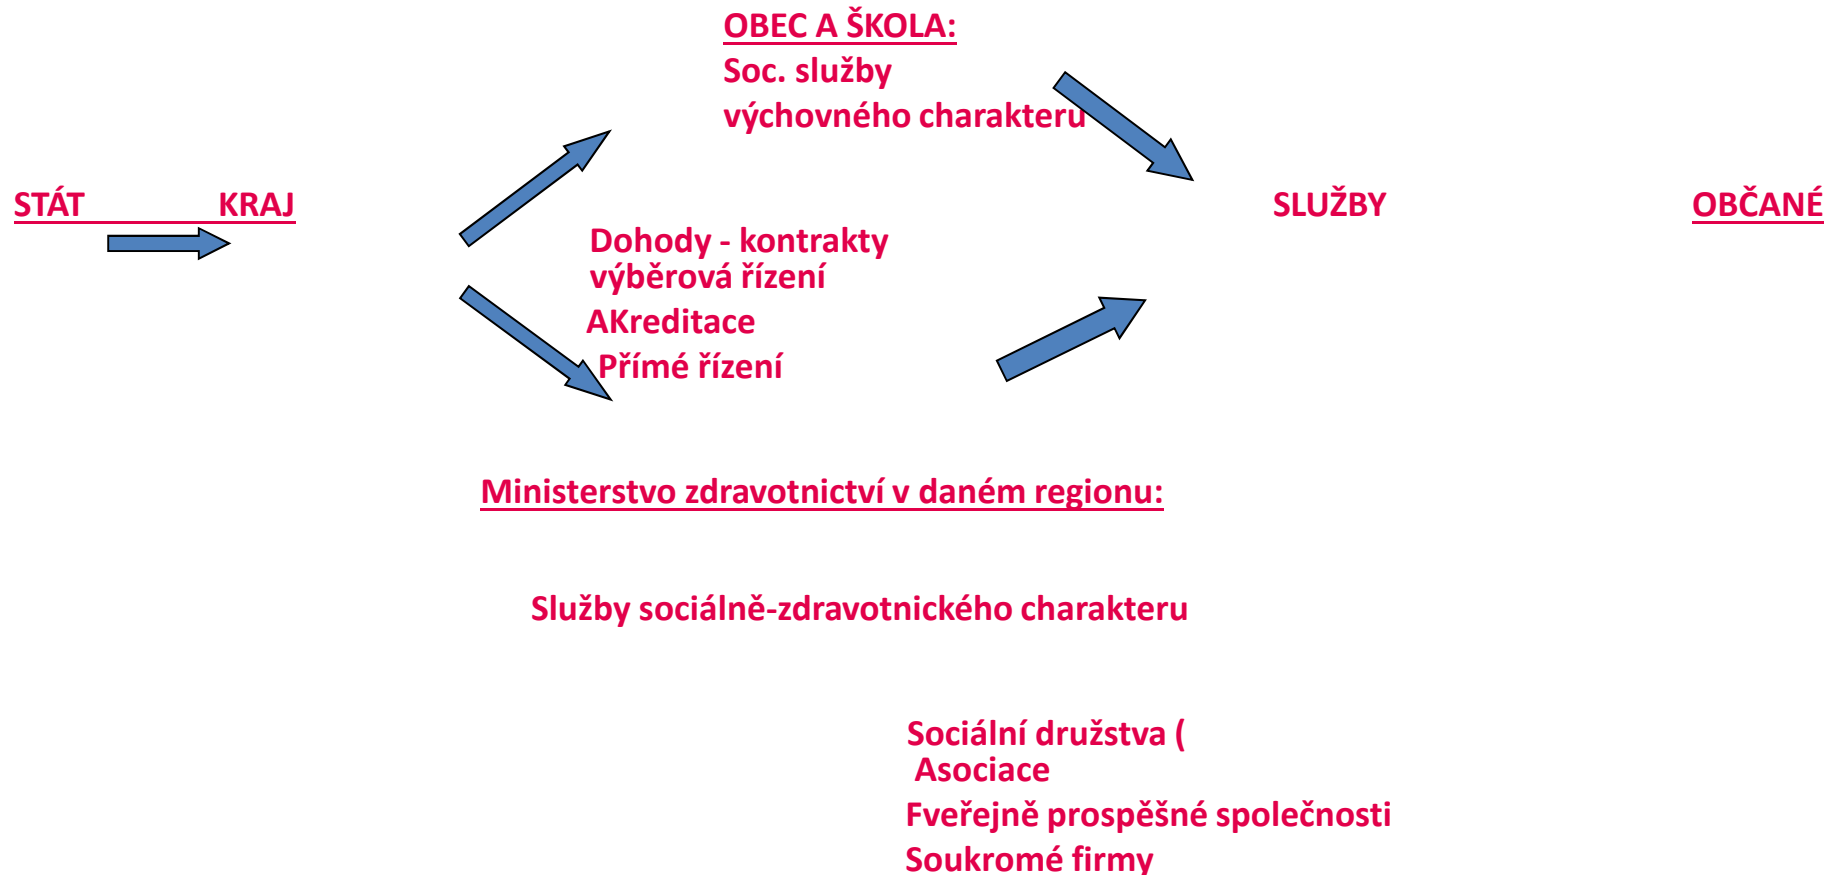 OBEC A ŠKOLA:
Soc. služby
výchovného charakteru
STÁT KRAJ SLUŽBY OBČANÉ
Dohody - kontrakty
výběrová řízení
AKreditace
Přímé řízení
Ministerstvo zdravotnictví v daném regionu:
Služby sociálně-zdravotnického charakteru
Sociální družstva (
Asociace
Fveřejně prospěšné společnosti
Soukromé firmy